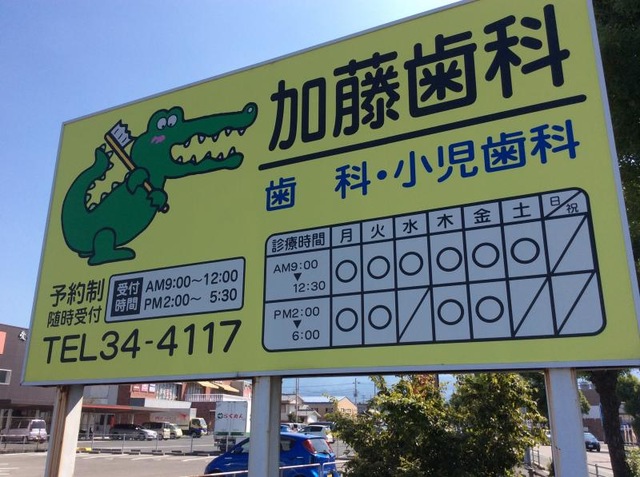 加藤歯科
歯 科・小児歯科
予約制
随時受付
受付時間
AM9:00～12:00
PM2:00～ 5:30
TEL34-4117
診療時間 月 火 水 木 金 土 日祝
AM9:00 ▼ 12:30 ○ ○ ○ ○ ○ ○ ／
PM2:00 ▼ 6:00 ○ ○ ／ ○ ○ ／ ／